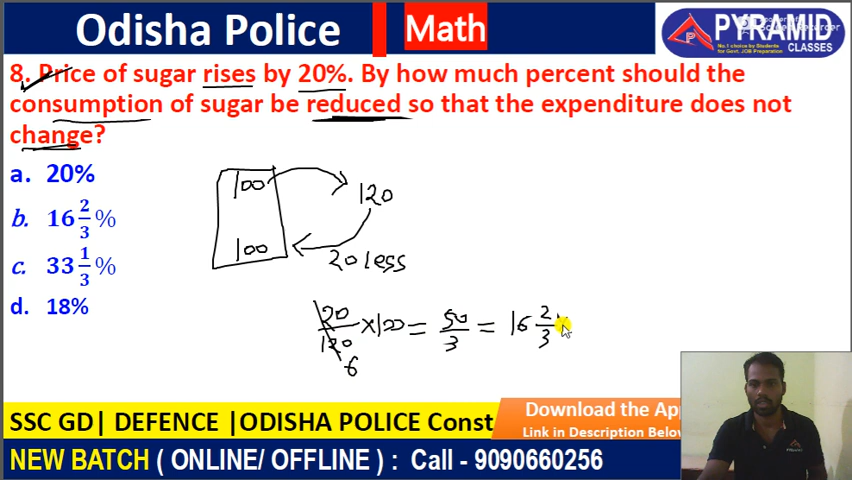 Odisha Police Math
PYRAMID
CLASSES
No.1 choice by Students
for Govt. JOB Preparation
8. Price of sugar rises by 20%. By how much percent should the
consumption of sugar be reduced so that the expenditure does not
change?
a. 20%
b. 16 2/3 %
c. 33 1/3 %
d. 18%
100
120
100
20 less
20/120 × 100 = 50/3 = 16 2/3
6
SSC GD| DEFENCE |ODISHA POLICE Const
Download the Ap
Link in Description Below
NEW BATCH ( ONLINE/ OFFLINE ) : Call - 9090660256